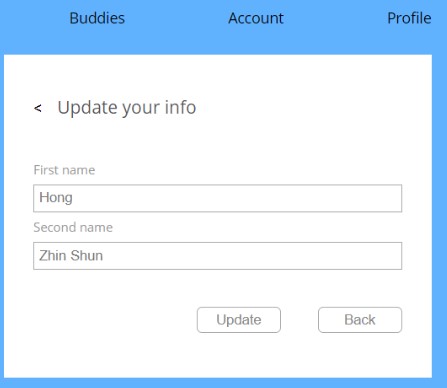 Buddies Account Profile
< Update your info
First name
Hong
Second name
Zhin Shun
Update Back